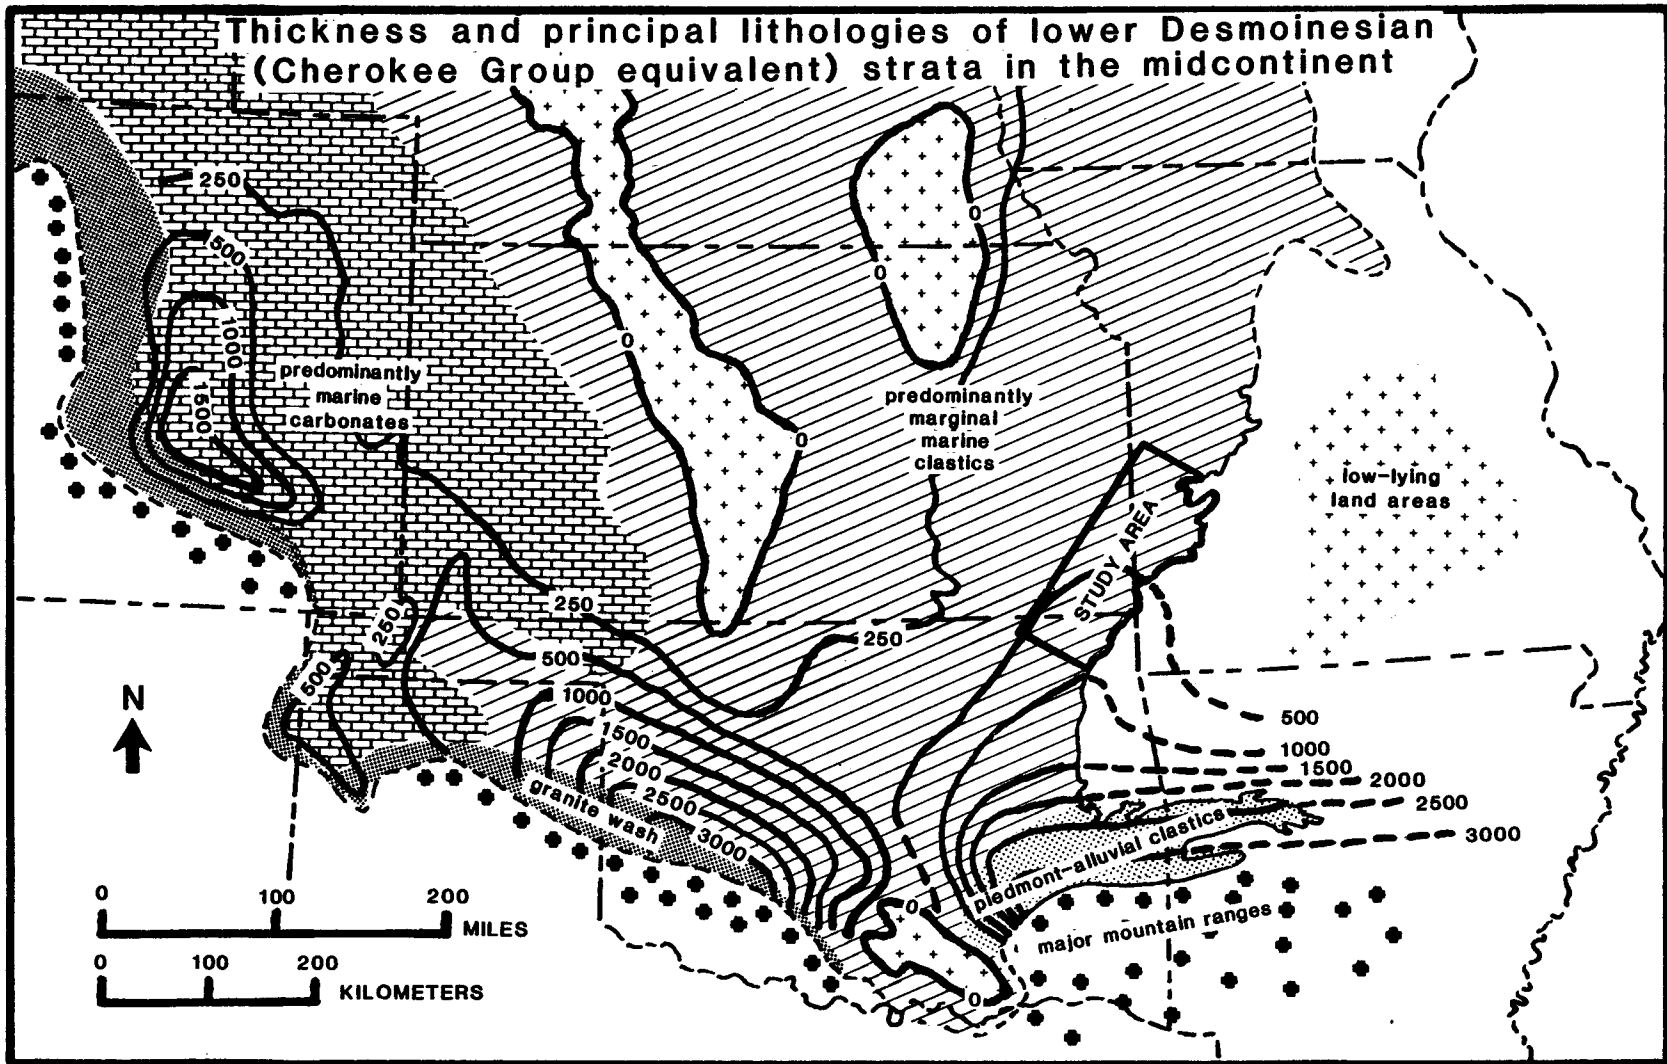 Thickness and principal lithologies of lower Desmoinesian
(Cherokee Group equivalent) strata in the midcontinent
250
500
1000
1500
0
0
0
0
predominantly
marine
carbonates
predominantly
marginal
marine
clastics
low-lying
land areas
STUDY AREA
250
250
250
500
500
1000
1500
2000
2500
3000
granite wash
500
1000
1500
2000
2500
3000
piedmont-alluvial clastics
major mountain ranges
0
0
N
0 100 200
MILES
0 100 200
KILOMETERS